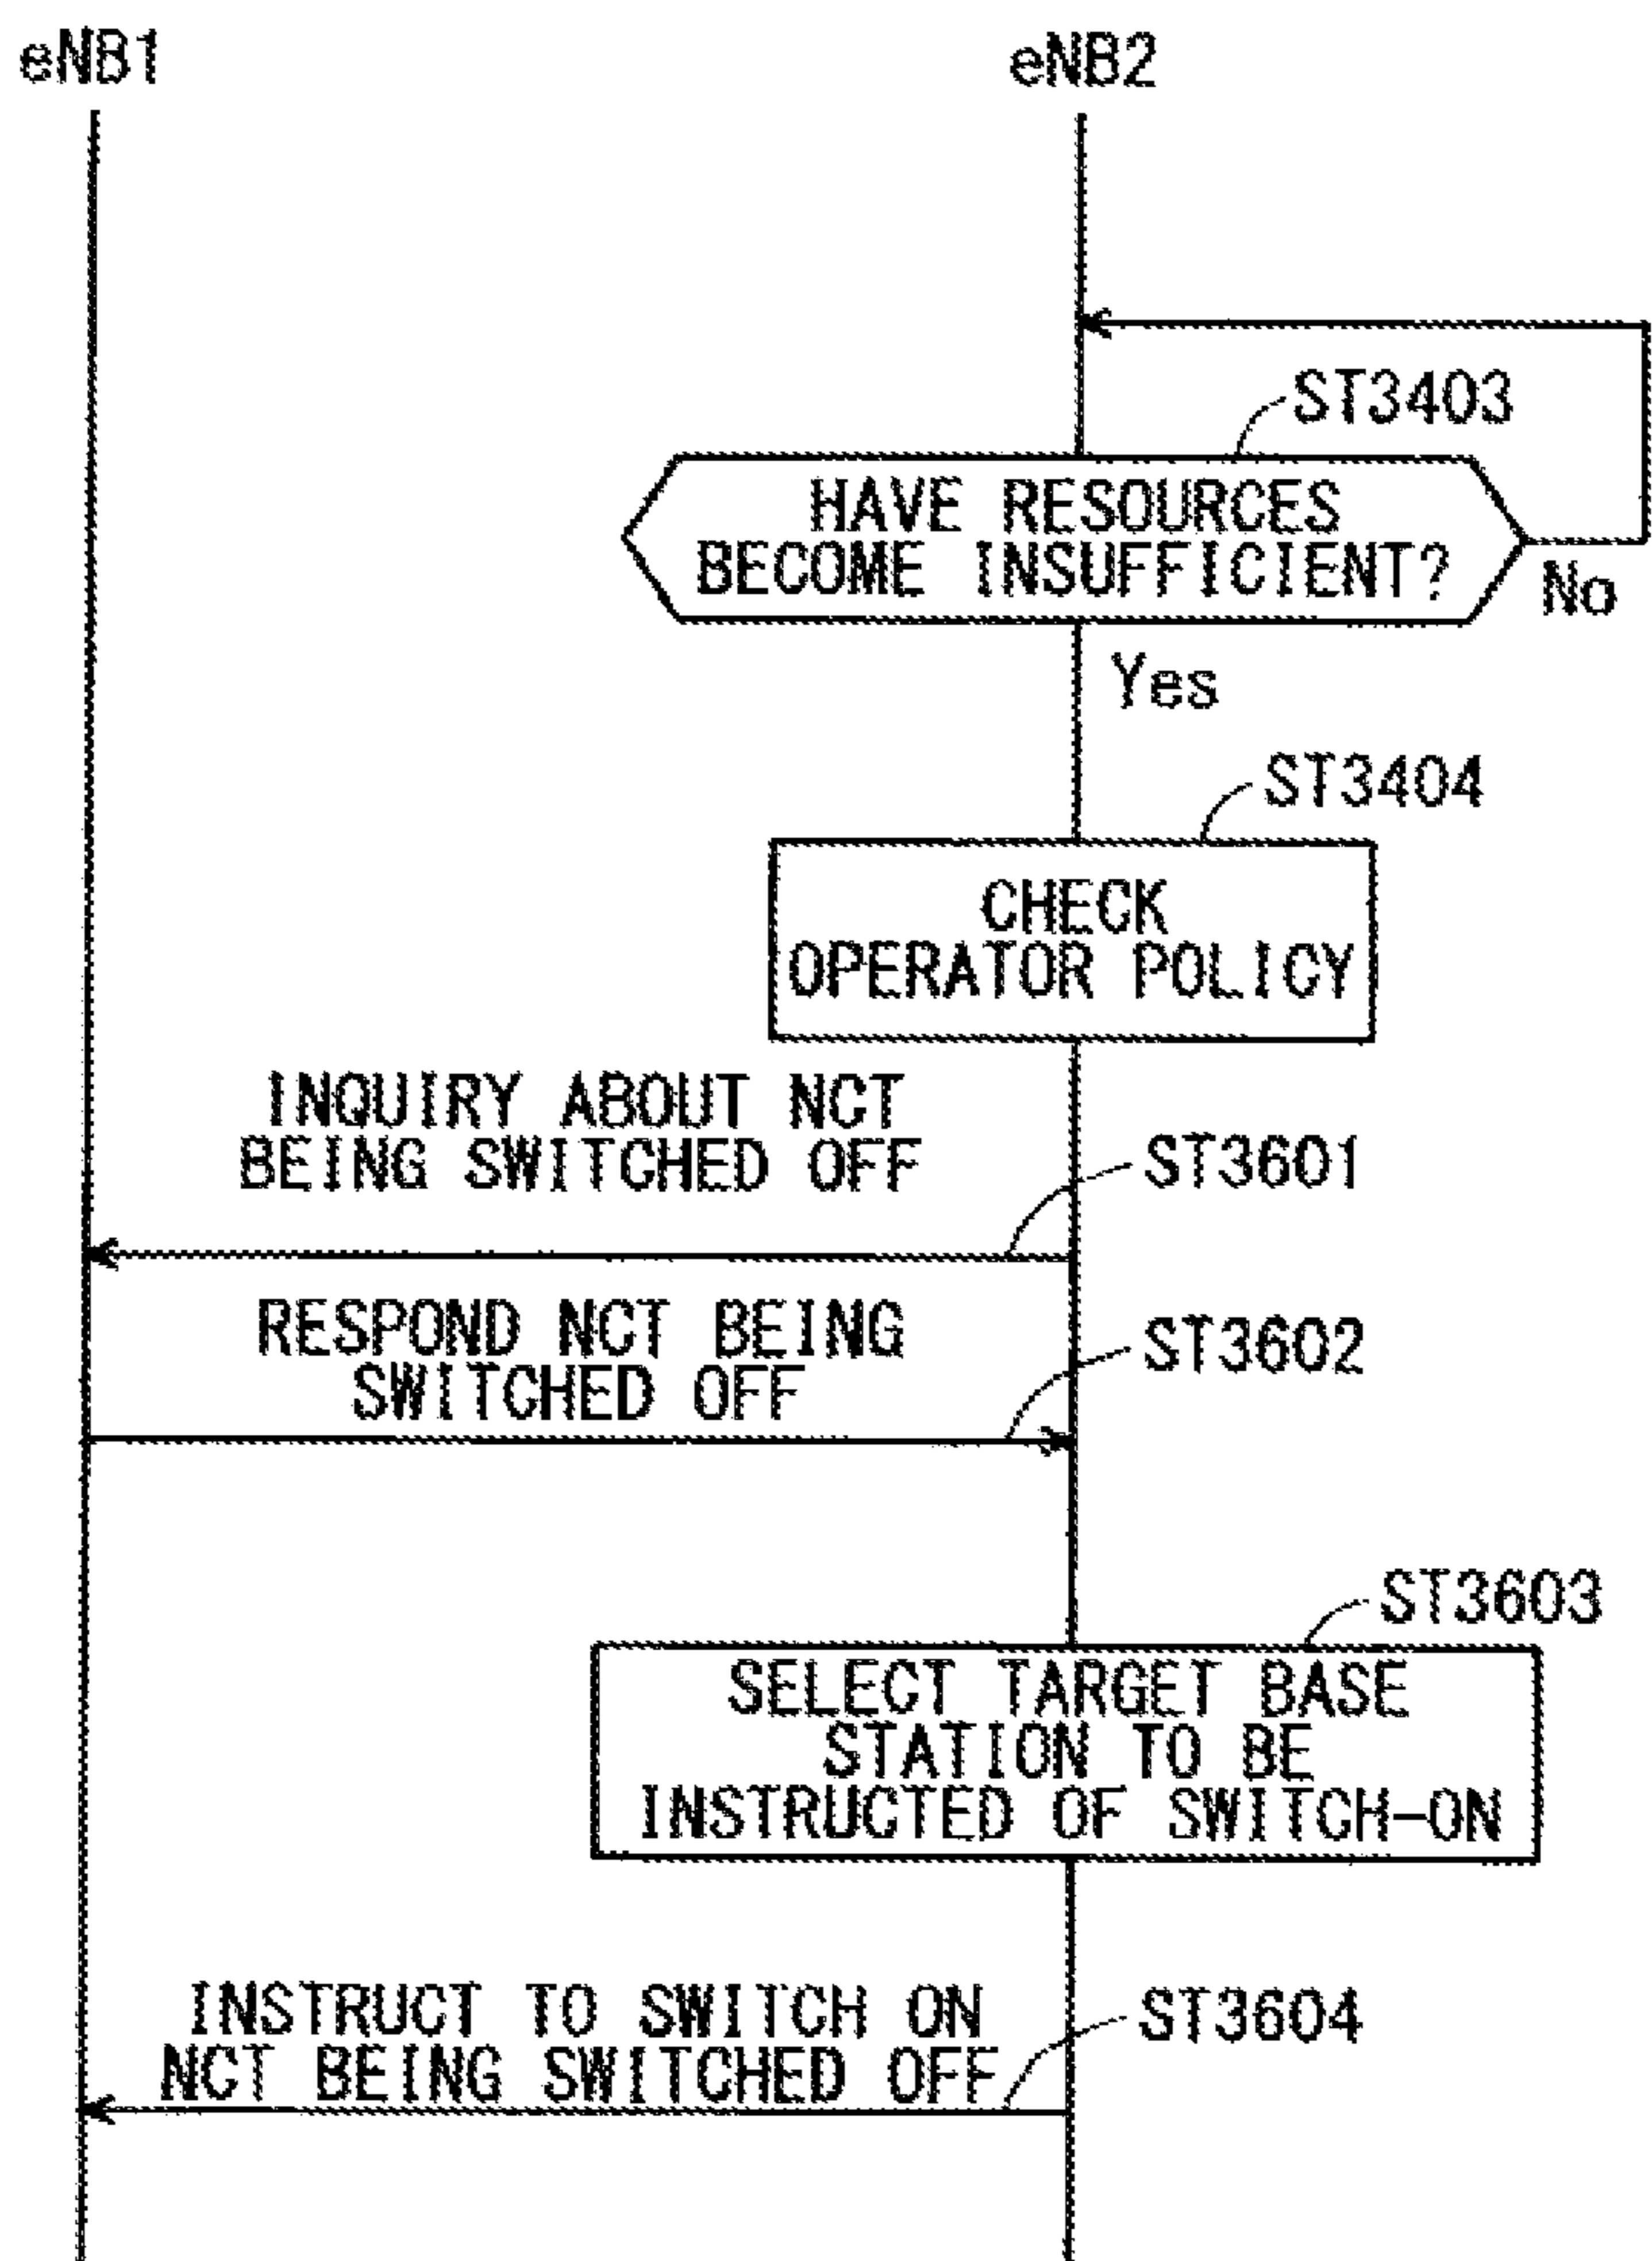 eNB1
eNB2
ST3403
HAVE RESOURCES
BECOME INSUFFICIENT?
No
Yes
ST3404
CHECK
OPERATOR POLICY
INQUIRY ABOUT NCT
BEING SWITCHED OFF
ST3601
RESPOND NCT BEING
SWITCHED OFF
ST3602
ST3603
SELECT TARGET BASE
STATION TO BE
INSTRUCTED OF SWITCH-ON
INSTRUCT TO SWITCH ON
NCT BEING SWITCHED OFF
ST3604